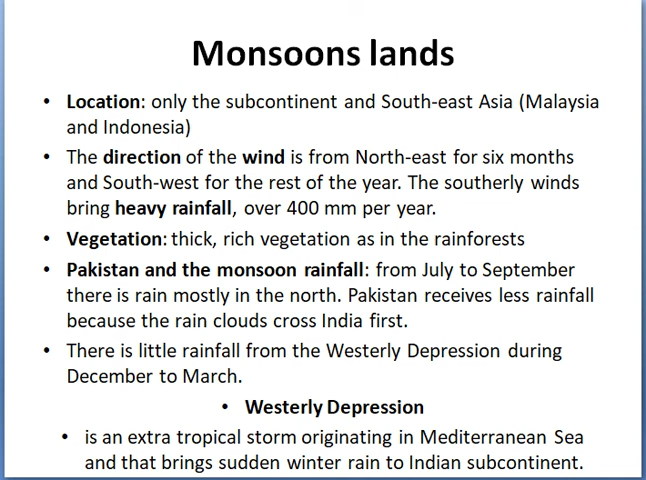 Monsoons lands
• Location: only the subcontinent and South-east Asia (Malaysia
and Indonesia)
• The direction of the wind is from North-east for six months
and South-west for the rest of the year. The southerly winds
bring heavy rainfall, over 400 mm per year.
• Vegetation: thick, rich vegetation as in the rainforests
• Pakistan and the monsoon rainfall: from July to September
there is rain mostly in the north. Pakistan receives less rainfall
because the rain clouds cross India first.
• There is little rainfall from the Westerly Depression during
December to March.
• Westerly Depression
• is an extra tropical storm originating in Mediterranean Sea
and that brings sudden winter rain to Indian subcontinent.